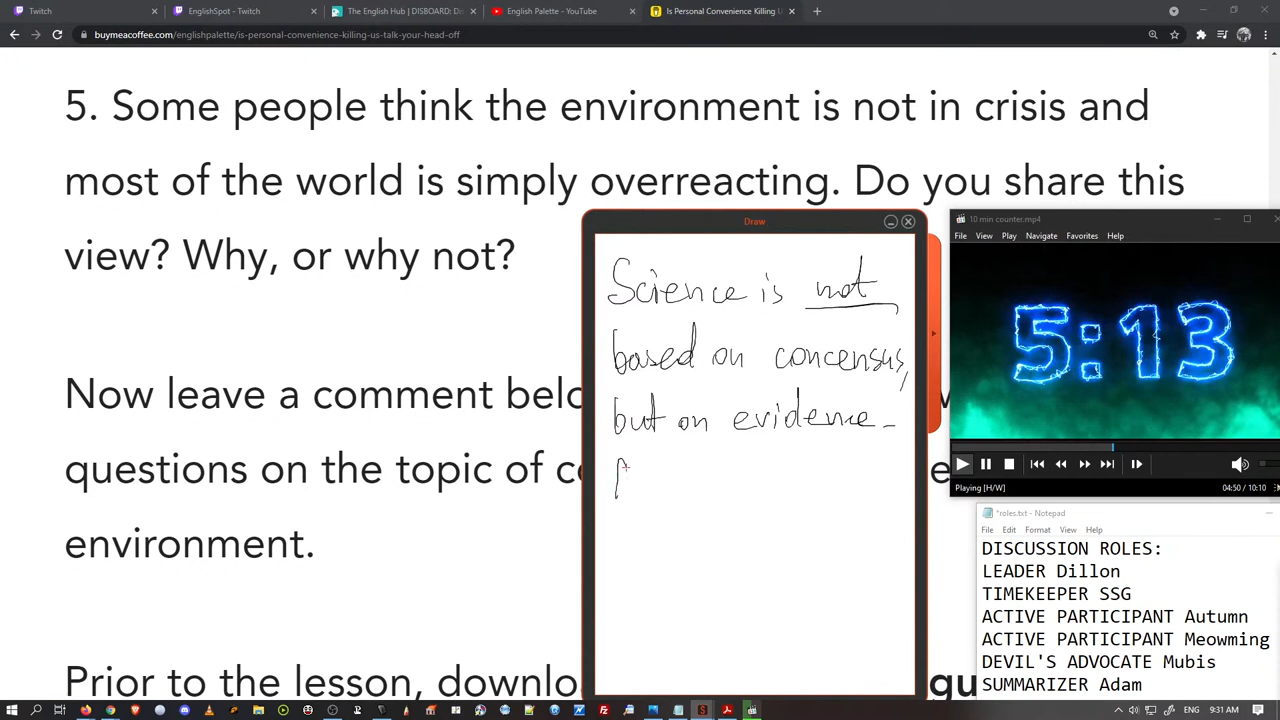 Twitch
EnglishSpot - Twitch
The English Hub | DISBOARD: Di
English Palette - YouTube
Is Personal Convenience Killing U
buymeacoffee.com/englishpalette/is-personal-convenience-killing-us-talk-your-head-off
5. Some people think the environment is not in crisis and
most of the world is simply overreacting. Do you share this
view? Why, or why not?
Now leave a comment belo
questions on the topic of co
environment.
Prior to the lesson, downlo
gu
Draw
Science is not
based on concensus,
but on evidence-
10 min counter.mp4
File View Play Navigate Favorites Help
5:13
Playing [H/W]
04:50 / 10:10
*roles.txt - Notepad
File Edit Format View Help
DISCUSSION ROLES:
LEADER Dillon
TIMEKEEPER SSG
ACTIVE PARTICIPANT Autumn
ACTIVE PARTICIPANT Meowming
DEVIL'S ADVOCATE Mubis
SUMMARIZER Adam
ENG 9:31 AM